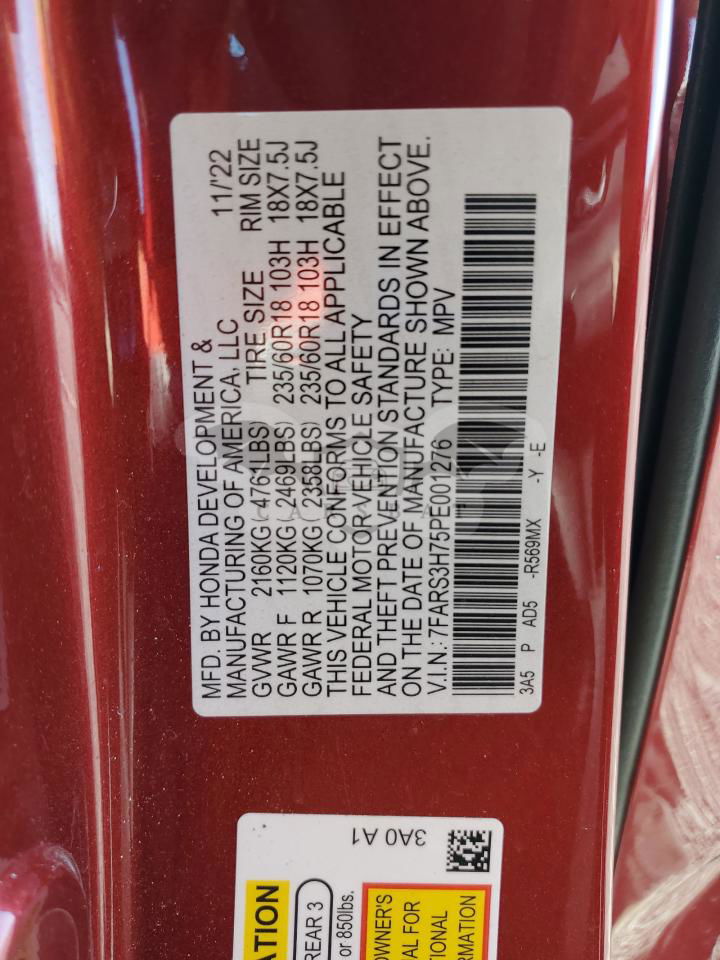 MFD. BY HONDA DEVELOPMENT & 11/'22
MANUFACTURING OF AMERICA, LLC
GVWR 2160KG (4761LBS) TIRE SIZE RIM SIZE
GAWR F 1120KG (2469LBS) 235/60R18 103H 18X7.5J
GAWR R 1070KG (2358LBS) 235/60R18 103H 18X7.5J
THIS VEHICLE CONFORMS TO ALL APPLICABLE
FEDERAL MOTOR VEHICLE SAFETY
AND THEFT PREVENTION STANDARDS IN EFFECT
ON THE DATE OF MANUFACTURE SHOWN ABOVE.
V.I.N.: 7FARS3H75PE001276 TYPE: MPV
3A5 P AD5 -R569MX -Y -E
3A0 A1
ATION
REAR 3
or 850lbs.
OWNER'S
AL FOR
TIONAL
RMATION